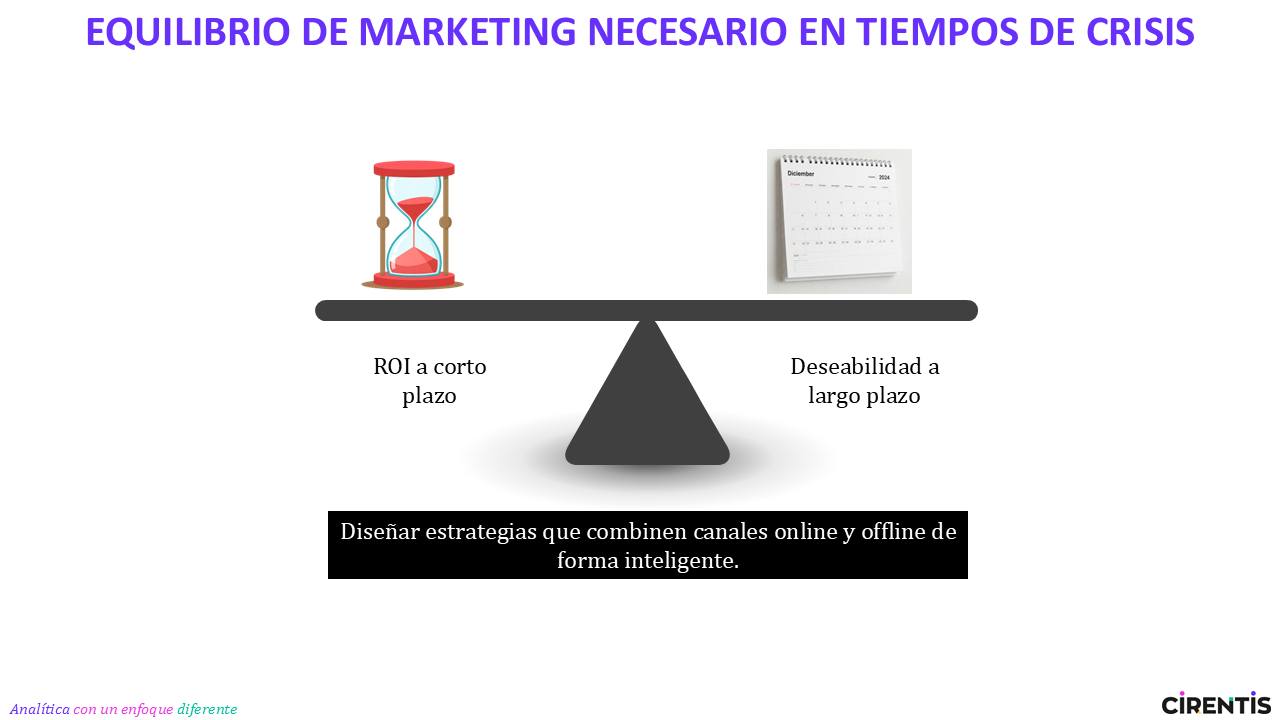 EQUILIBRIO DE MARKETING NECESARIO EN TIEMPOS DE CRISIS
Diciember
2024
ROI a corto
plazo
Deseabilidad a
largo plazo
Diseñar estrategias que combinen canales online y offline de
forma inteligente.
Analítica con un enfoque diferente
CIRENTIS